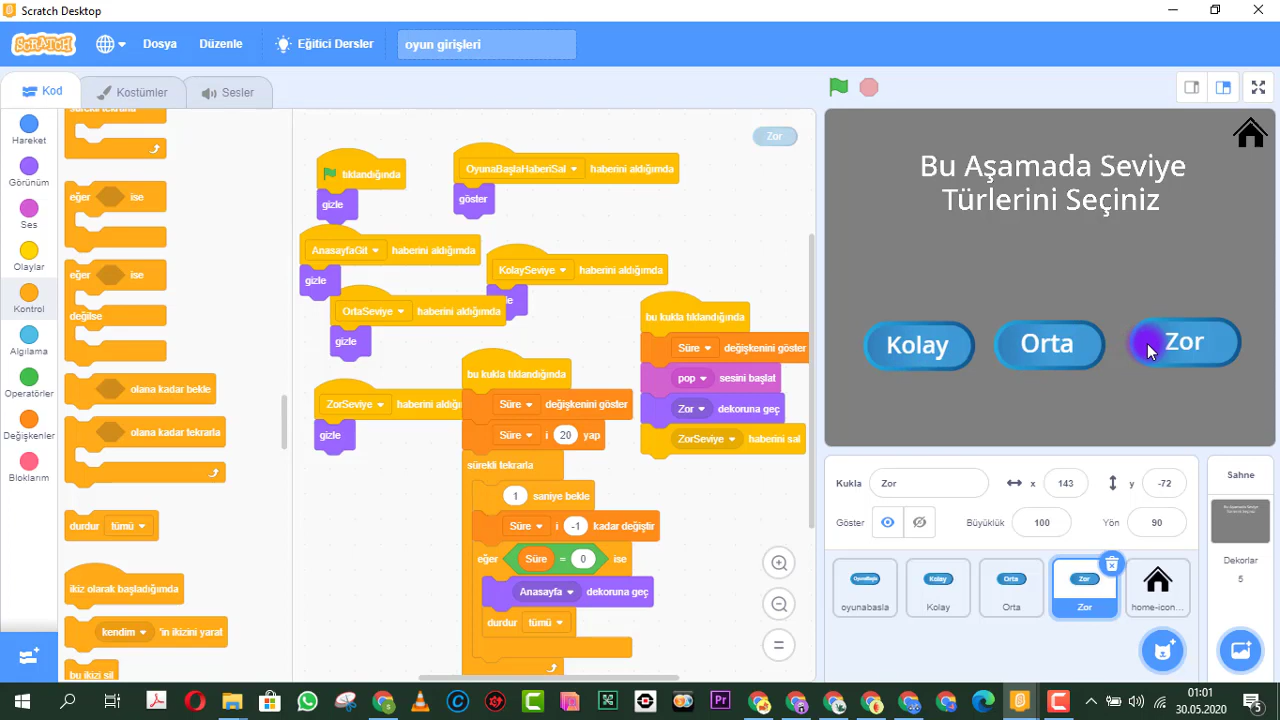 Scratch Desktop
SCRATCH
Dosya
Düzenle
Eğitici Dersler
oyun girişleri
Kod
Kostümler
Sesler
Hareket
Görünüm
Ses
Olaylar
Kontrol
Algılama
Operatörler
Değişkenler
Bloklarım
sürekli tekrarla
eğer ise
eğer ise
değilse
olana kadar bekle
olana kadar tekrarla
durdur tümü
ikiz olarak başladığımda
kendim 'in ikizini yarat
bu ikizi sil
Zor
tıklandığında
gizle
OyunaBaştaHaberiSal haberini aldığımda
göster
AnasayfaGit haberini aldığımda
gizle
KolaySeviye haberini aldığımda
OrtaSeviye haberini aldığımda
gizle
ZorSeviye haberini
gizle
bu kukla tıklandığında
Süre değişkenini göster
Süre i 20 yap
sürekli tekrarla
1 saniye bekle
Süre i -1 kadar değiştir
eğer Süre = 0 ise
Anasayfa dekoruna geç
durdur tümü
bu kukla tıklandığında
Süre değişkenini göster
pop sesini başlat
Zor dekoruna geç
ZorSeviye haberini sal
Bu Aşamada Seviye
Türlerini Seçiniz
Kolay
Orta
Zor
Kukla
Zor
x
143
y
-72
Göster
Büyüklük
100
Yön
90
oyunabasla
Kolay
Kolay
Orta
Orta
Zor
Zor
home-icon...
Sahne
Dekorlar
5
Pr
01:01
30.05.2020
5